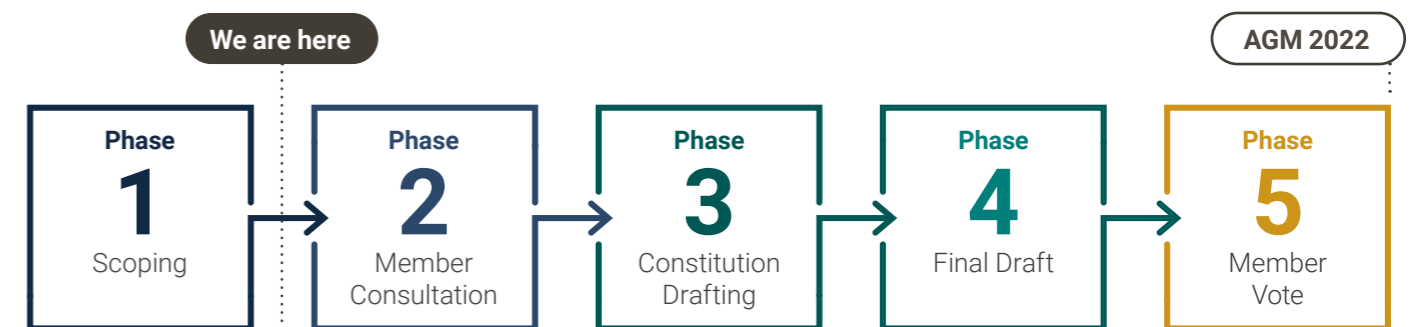 We are here
AGM 2022
Phase
1
Scoping
Phase
2
Member
Consultation
Phase
3
Constitution
Drafting
Phase
4
Final Draft
Phase
5
Member
Vote